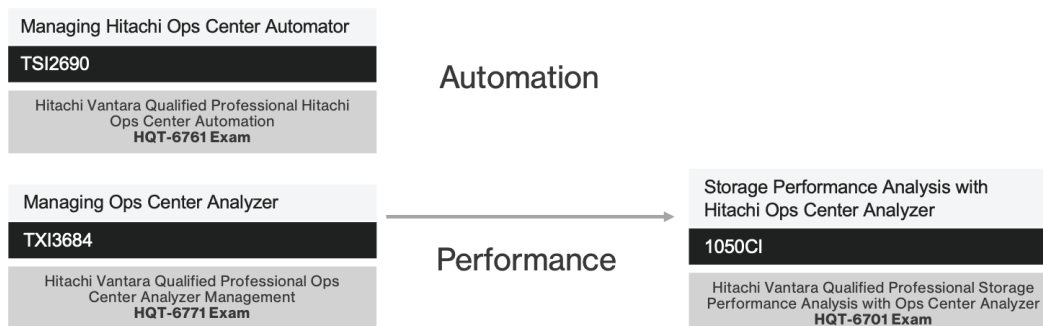 Managing Hitachi Ops Center Automator
TSI2690
Hitachi Vantara Qualified Professional Hitachi
Ops Center Automation
HQT-6761 Exam
Automation
Managing Ops Center Analyzer
TXI3684
Hitachi Vantara Qualified Professional Ops
Center Analyzer Management
HQT-6771 Exam
Performance
Storage Performance Analysis with
Hitachi Ops Center Analyzer
1050CI
Hitachi Vantara Qualified Professional Storage
Performance Analysis with Ops Center Analyzer
HQT-6701 Exam